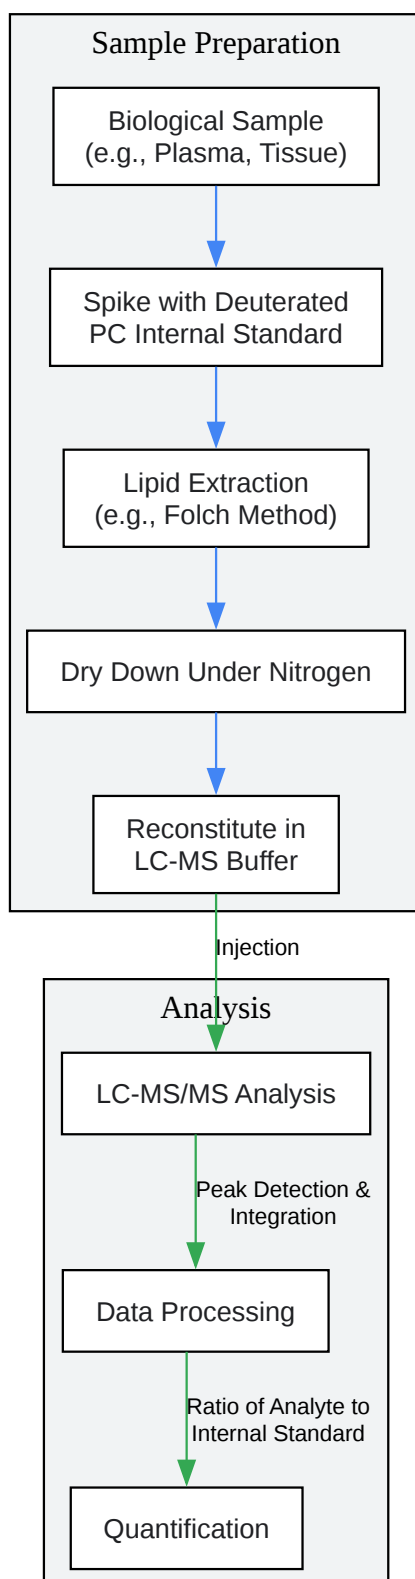 Sample Preparation
Biological Sample
(e.g., Plasma, Tissue)
Spike with Deuterated
PC Internal Standard
Lipid Extraction
(e.g., Folch Method)
Dry Down Under Nitrogen
Reconstitute in
LC-MS Buffer
Injection
Analysis
LC-MS/MS Analysis
Peak Detection &
Integration
Data Processing
Ratio of Analyte to
Internal Standard
Quantification